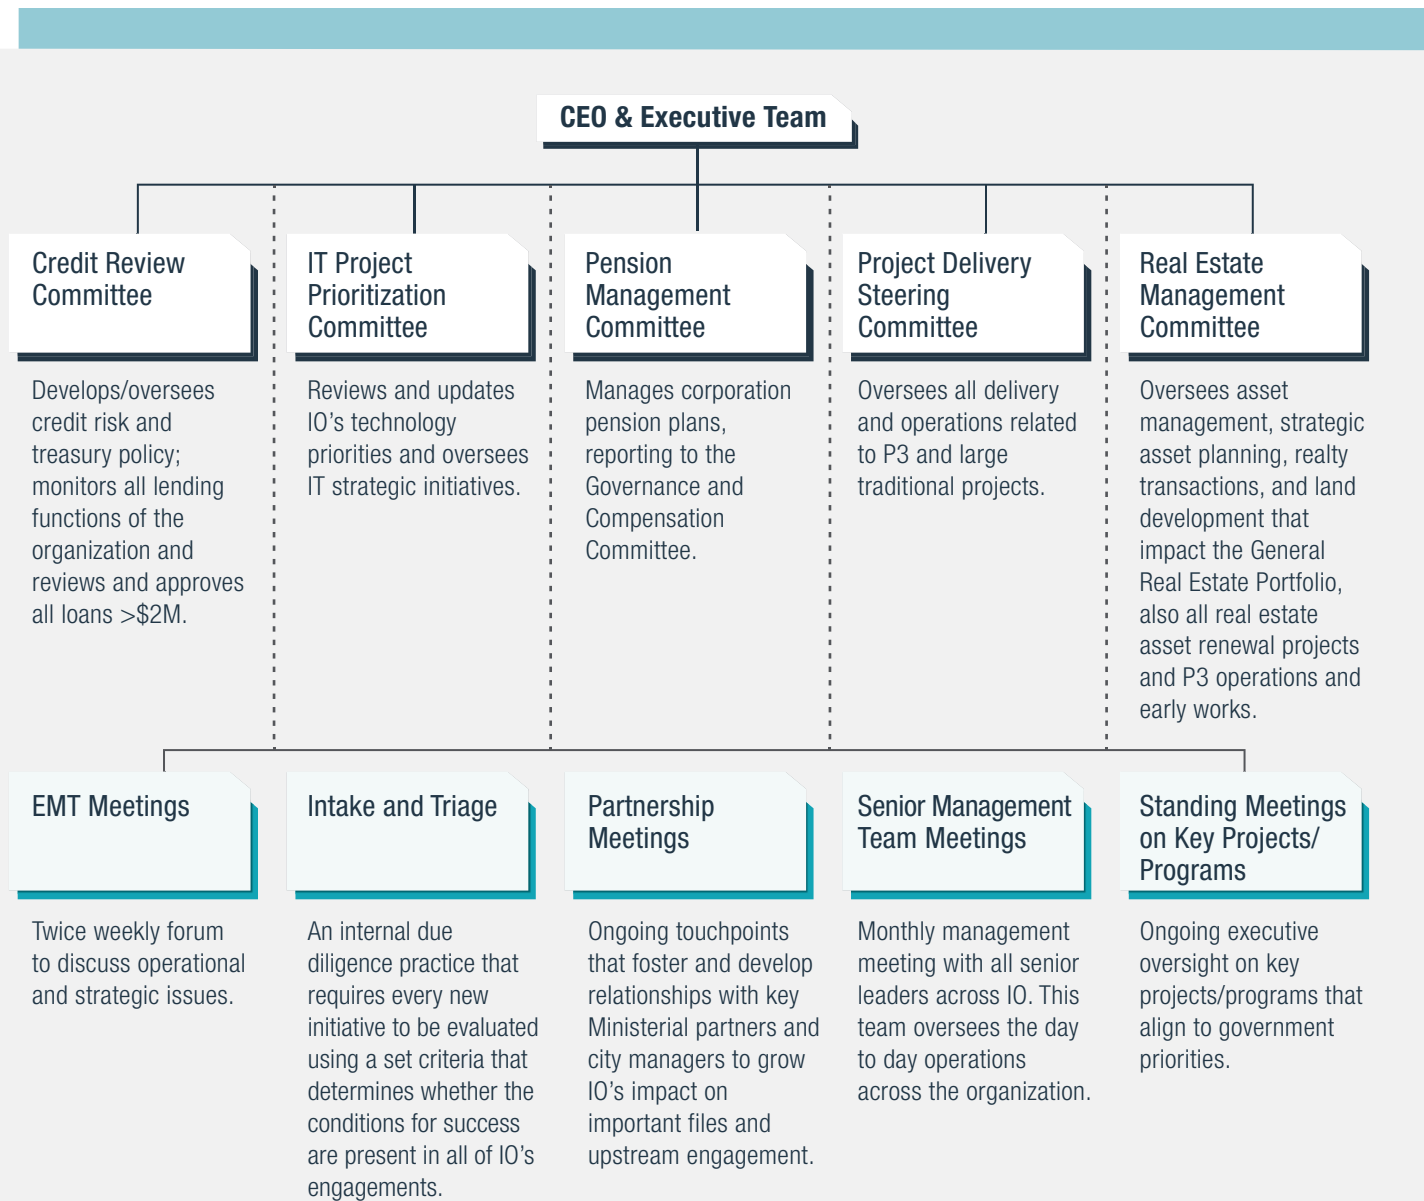 CEO & Executive Team
Credit Review
Committee
Develops/oversees
credit risk and
treasury policy;
monitors all lending
functions of the
organization and
reviews and approves
all loans >$2M.
IT Project
Prioritization
Committee
Reviews and updates
IO’s technology
priorities and oversees
IT strategic initiatives.
Pension
Management
Committee
Manages corporation
pension plans,
reporting to the
Governance and
Compensation
Committee.
Project Delivery
Steering
Committee
Oversees all delivery
and operations related
to P3 and large
traditional projects.
Real Estate
Management
Committee
Oversees asset
management, strategic
asset planning, realty
transactions, and land
development that
impact the General
Real Estate Portfolio,
also all real estate
asset renewal projects
and P3 operations and
early works.
EMT Meetings
Twice weekly forum
to discuss operational
and strategic issues.
Intake and Triage
An internal due
diligence practice that
requires every new
initiative to be evaluated
using a set criteria that
determines whether the
conditions for success
are present in all of IO’s
engagements.
Partnership
Meetings
Ongoing touchpoints
that foster and develop
relationships with key
Ministerial partners and
city managers to grow
IO’s impact on
important files and
upstream engagement.
Senior Management
Team Meetings
Monthly management
meeting with all senior
leaders across IO. This
team oversees the day
to day operations
across the organization.
Standing Meetings
on Key Projects/
Programs
Ongoing executive
oversight on key
projects/programs that
align to government
priorities.